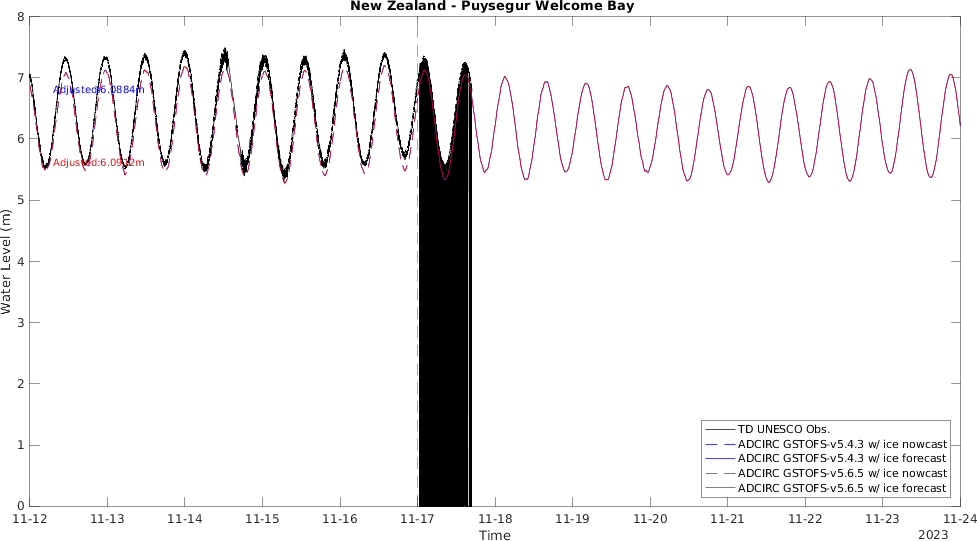 New Zealand - Puysegur Welcome Bay
8
7
6
5
4
3
2
1
0
Water Level (m)
Adjusted:6.0884m
Adjusted:6.0912m
TD UNESCO Obs.
ADCIRC GSTOFS-v5.4.3 w/ ice nowcast
ADCIRC GSTOFS-v5.4.3 w/ ice forecast
ADCIRC GSTOFS-v5.6.5 w/ ice nowcast
ADCIRC GSTOFS-v5.6.5 w/ ice forecast
11-12 11-13 11-14 11-15 11-16 11-17 11-18 11-19 11-20 11-21 11-22 11-23 11-24
Time
2023